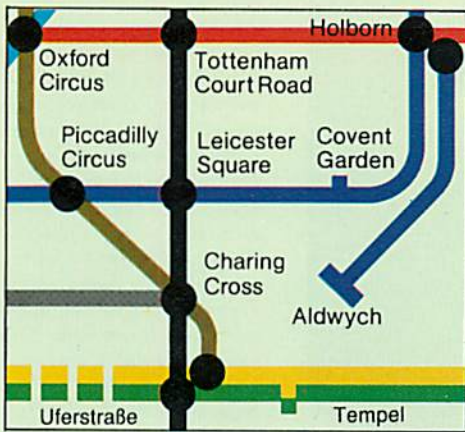 Holborn
Oxford
Circus
Tottenham
Court Road
Piccadilly
Circus
Leicester
Square
Covent
Garden
Charing
Cross
Aldwych
Uferstraße
Tempel